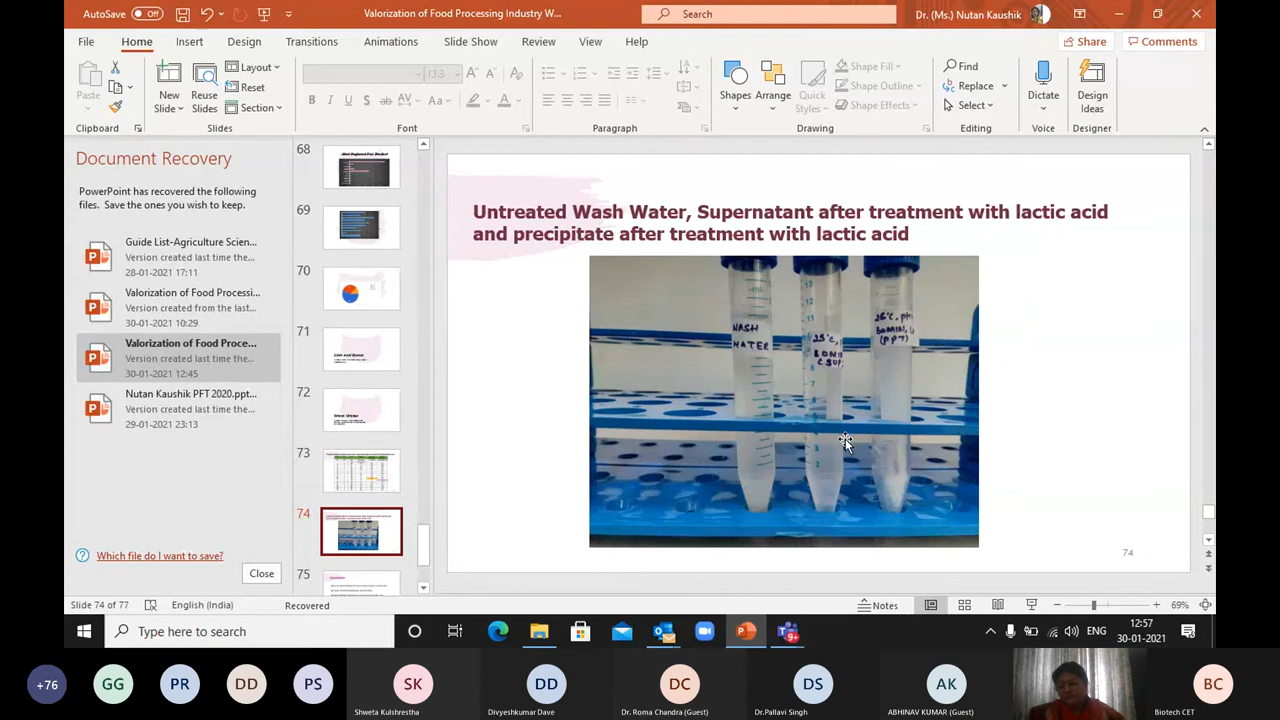 AutoSave Off
Valorization of Food Processing Industry W...
Search
Dr. (Ms.) Nutan Kaushik
File Home Insert Design Transitions Animations Slide Show Review View Help
Share Comments
Paste
New Slide
Reuse Slides
Layout
Reset
Section
13.3
Shapes
Arrange
Quick Styles
Shape Fill
Shape Outline
Shape Effects
Find
Replace
Select
Dictate
Design Ideas
Clipboard Slides Font Paragraph Drawing Editing Voice Designer
Document Recovery
PowerPoint has recovered the following
files. Save the ones you wish to keep.
Guide List-Agriculture Scien...
Version created last time the...
28-01-2021 17:11
Valorization of Food Processi...
Version created from the last...
30-01-2021 10:29
Valorization of Food Proce...
Version created last time the...
30-01-2021 12:45
Nutan Kaushik PFT 2020.ppt...
Version created last time the...
29-01-2021 23:13
Which file do I want to save?
Close
68
69
70
71
72
73
74
75
Untreated Wash Water, Supernatant after treatment with lactic acid
and precipitate after treatment with lactic acid
WASH
WATER
(PPT)
74
Slide 74 of 77 English (India) Recovered Notes 69%
Type here to search
ENG
12:57
30-01-2021
+76 GG PR DD PS SK DD DC DS AK BC
Shweta Kulshrestha Divyeshkumar Dave Dr. Roma Chandra (Guest) Dr.Pallavi Singh ABHINAV KUMAR (Guest) Biotech CET